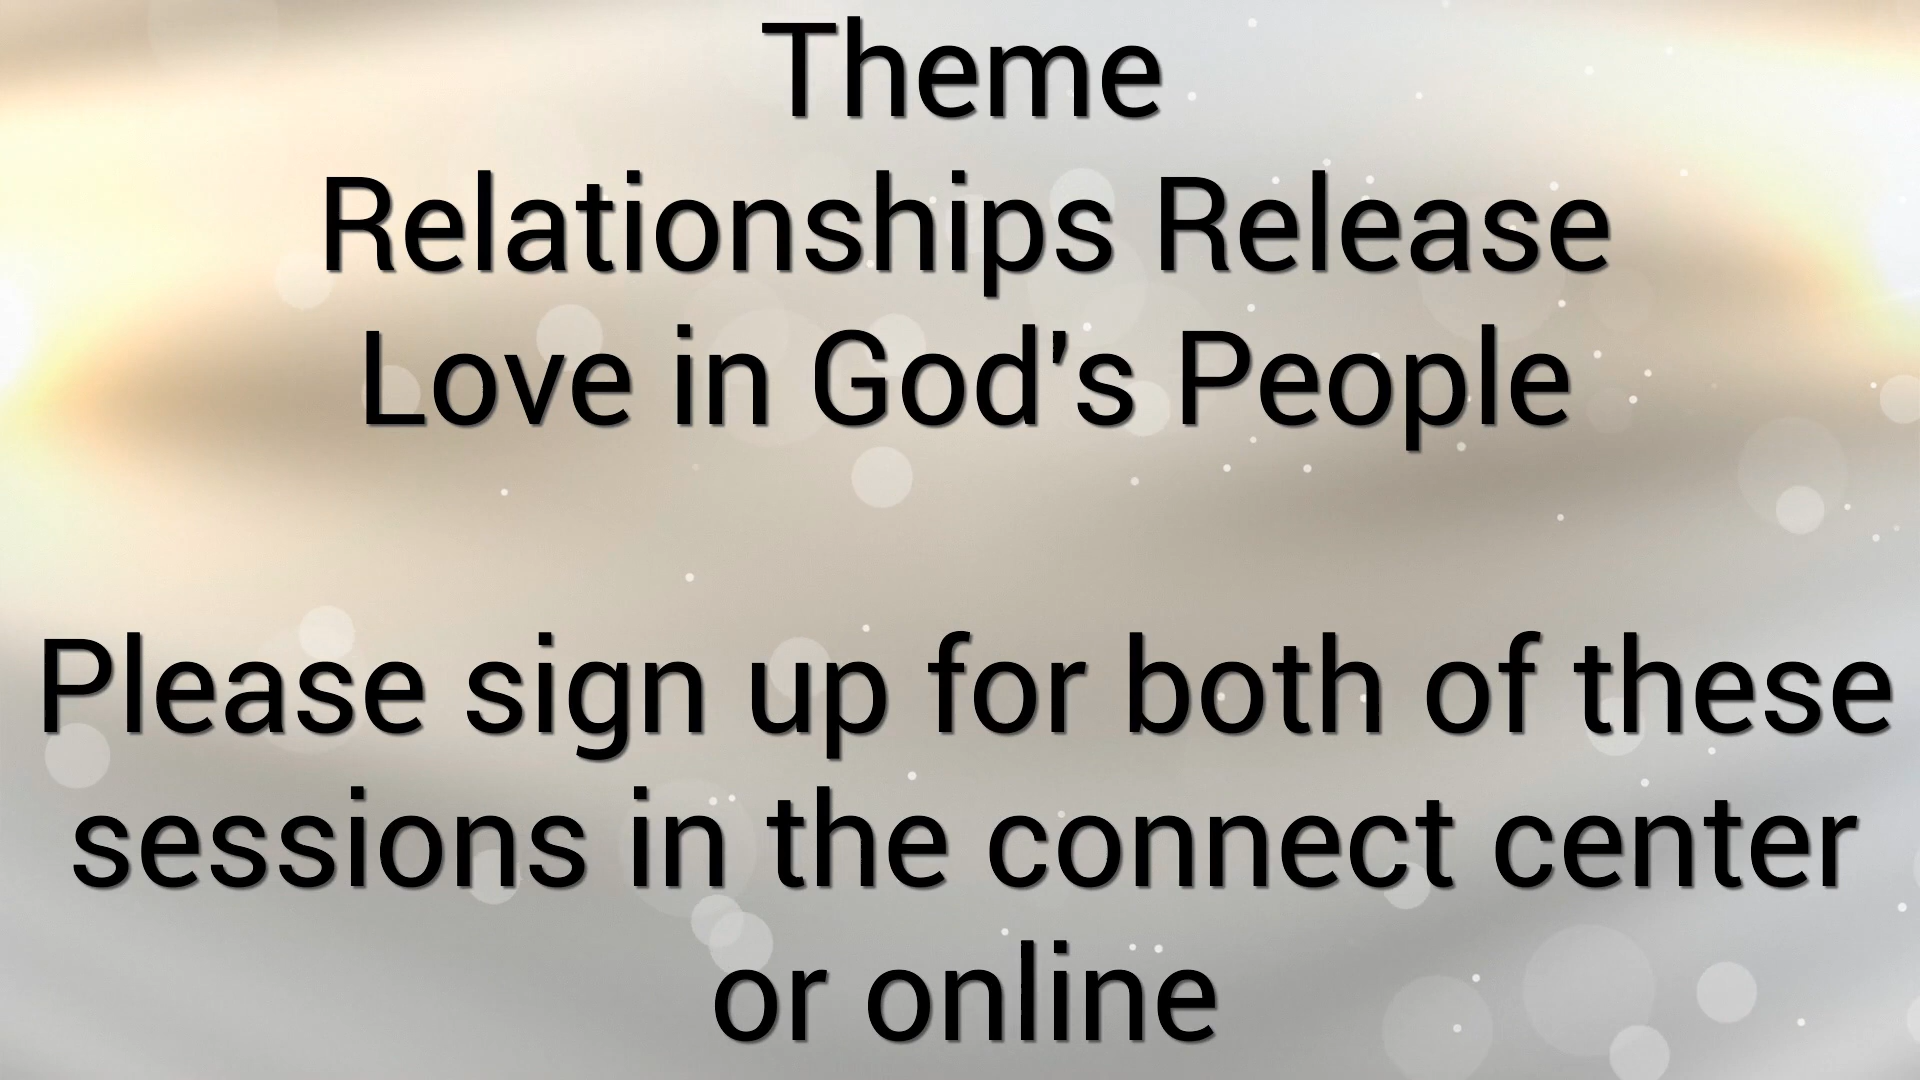 Theme
Relationships Release
Love in God's People
Please sign up for both of these
sessions in the connect center
or online